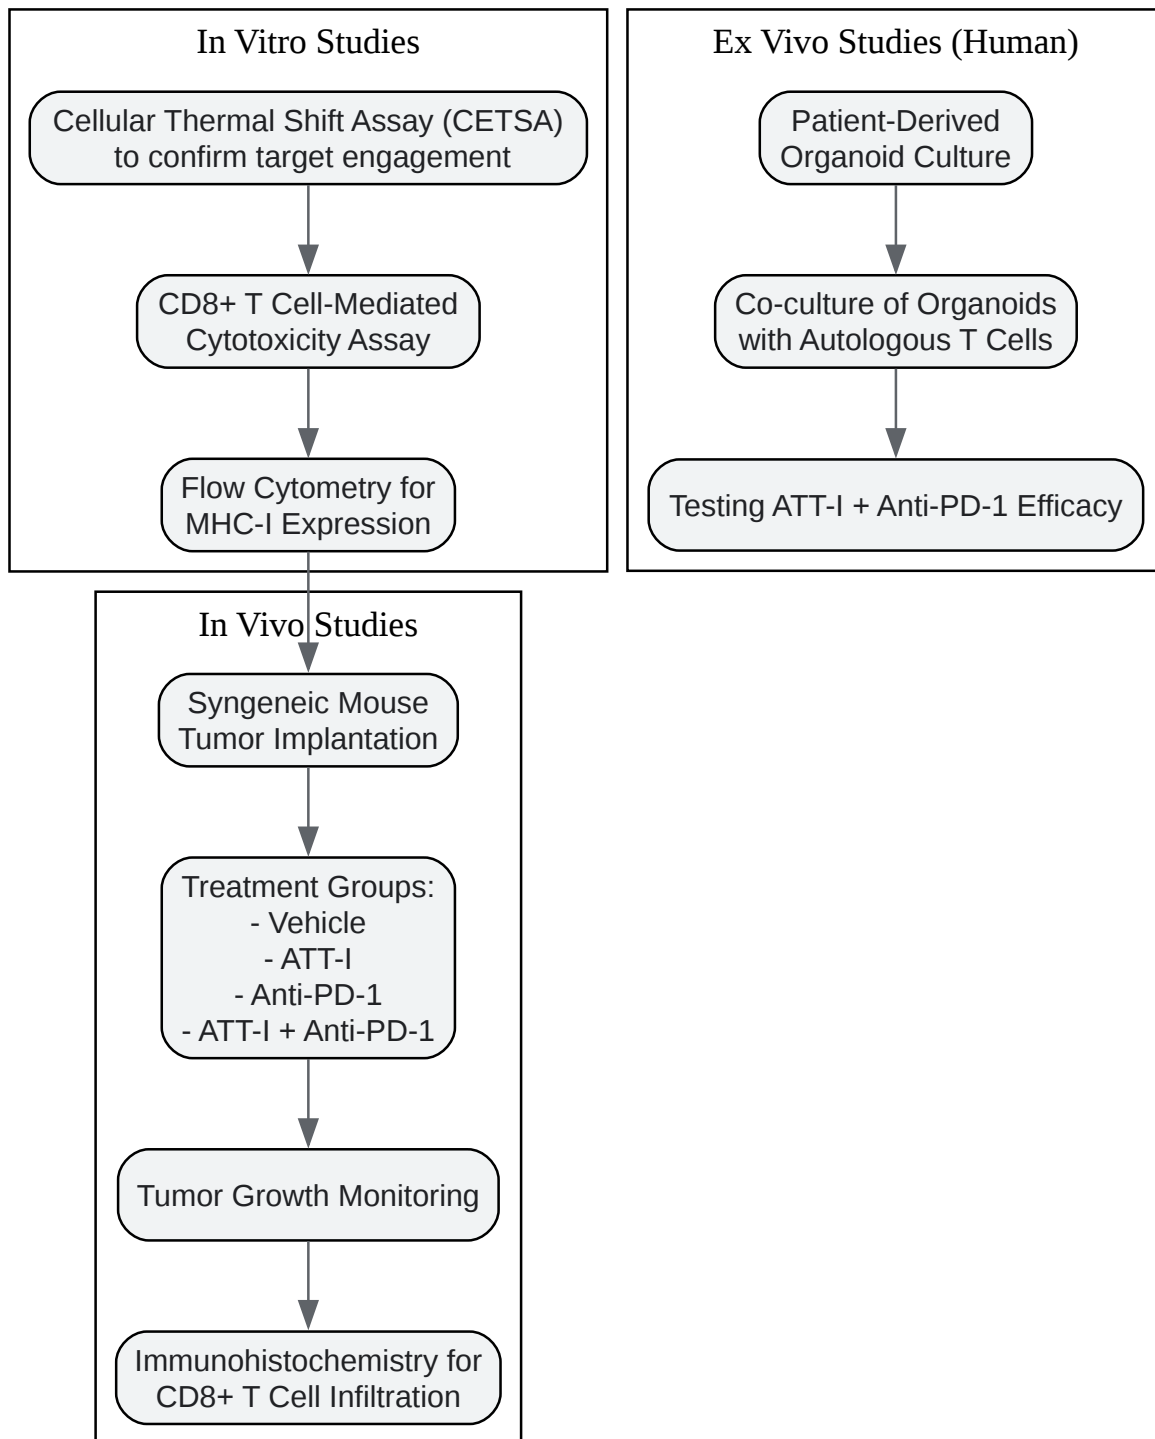 In Vitro Studies
Cellular Thermal Shift Assay (CETSA)
to confirm target engagement
CD8+ T Cell-Mediated
Cytotoxicity Assay
Flow Cytometry for
MHC-I Expression
In Vivo Studies
Syngeneic Mouse
Tumor Implantation
Treatment Groups:
- Vehicle
- ATT-I
- Anti-PD-1
- ATT-I + Anti-PD-1
Tumor Growth Monitoring
Immunohistochemistry for
CD8+ T Cell Infiltration
Ex Vivo Studies (Human)
Patient-Derived
Organoid Culture
Co-culture of Organoids
with Autologous T Cells
Testing ATT-I + Anti-PD-1 Efficacy